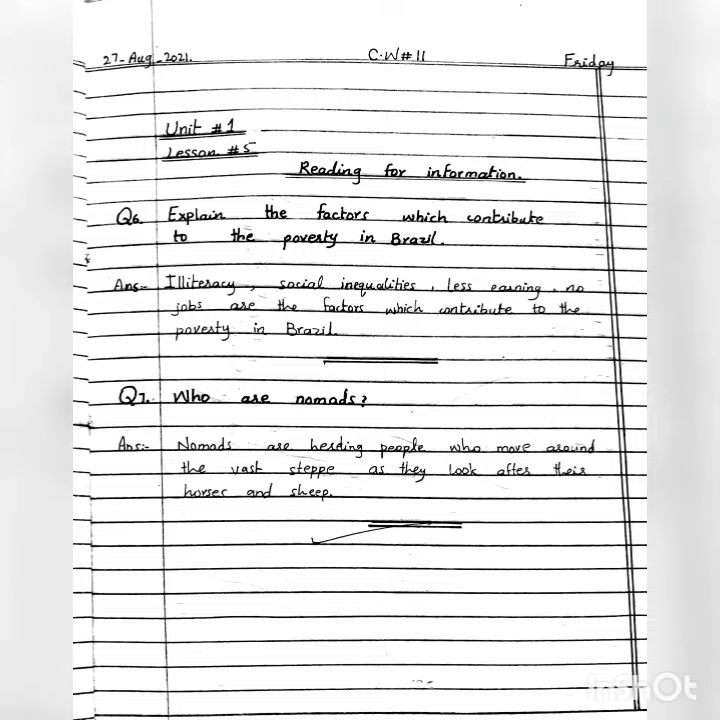 27-Aug-2021. C.W#11 Friday
Unit #1
Lesson #5
Reading for information.
Q6. Explain the factors which contribute
to the poverty in Brazil.
Ans:- Illiteracy, social inequalities, less earning, no
jobs are the factors which contribute to the
poverty in Brazil.
Q7. Who are nomads?
Ans:- Nomads are herding people who move around
the vast steppe as they look after their
horses and sheep.
InShOt